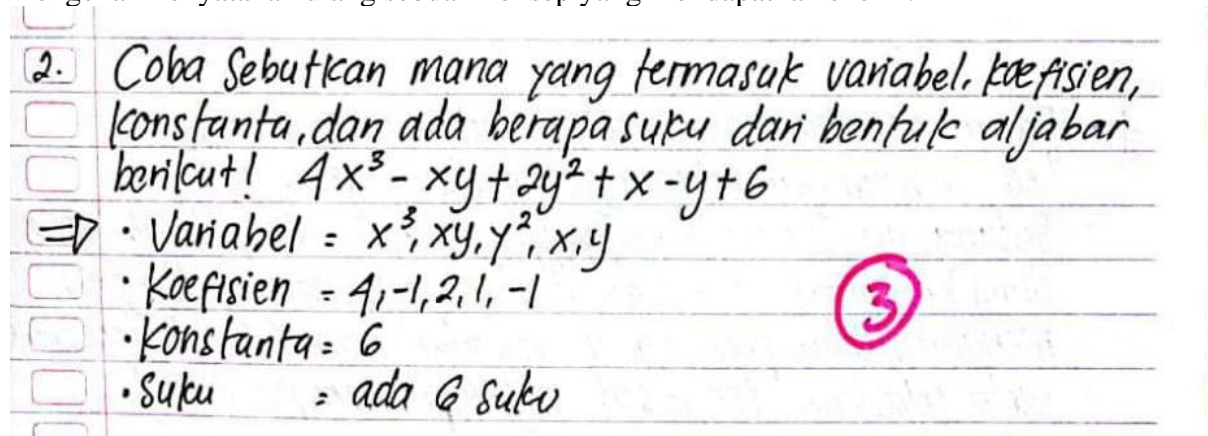 2. Coba Sebutkan mana yang termasuk variabel, koefisien,
konstanta, dan ada berapa suku dari bentuk aljabar
berikut! 4x³ - xy + 2y² + x - y + 6
⇒ • Variabel = x³, xy, y², x, y
• Koefisien = 4, -1, 2, 1, -1
• Konstanta = 6
• Suku = ada 6 Suku
3